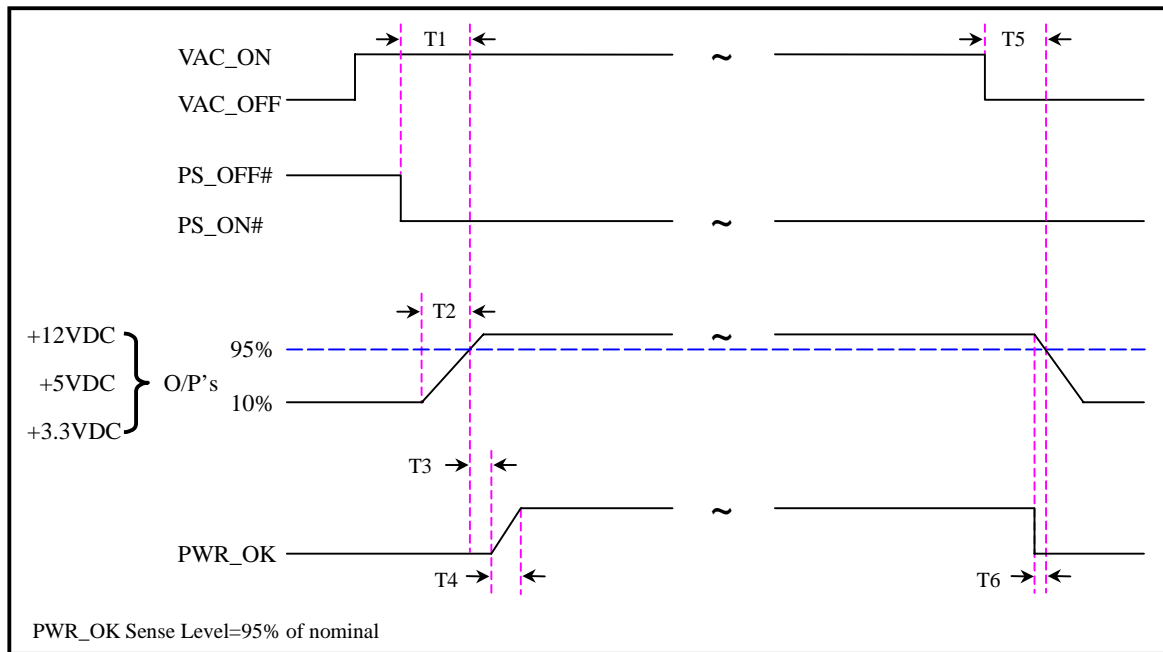 T1
T5
VAC_ON
~
VAC_OFF
PS_OFF#
PS_ON#
~
T2
+12VDC
~
95%
+5VDC
O/P's
10%
+3.3VDC
T3
~
PWR_OK
T4
T6
PWR_OK Sense Level=95% of nominal